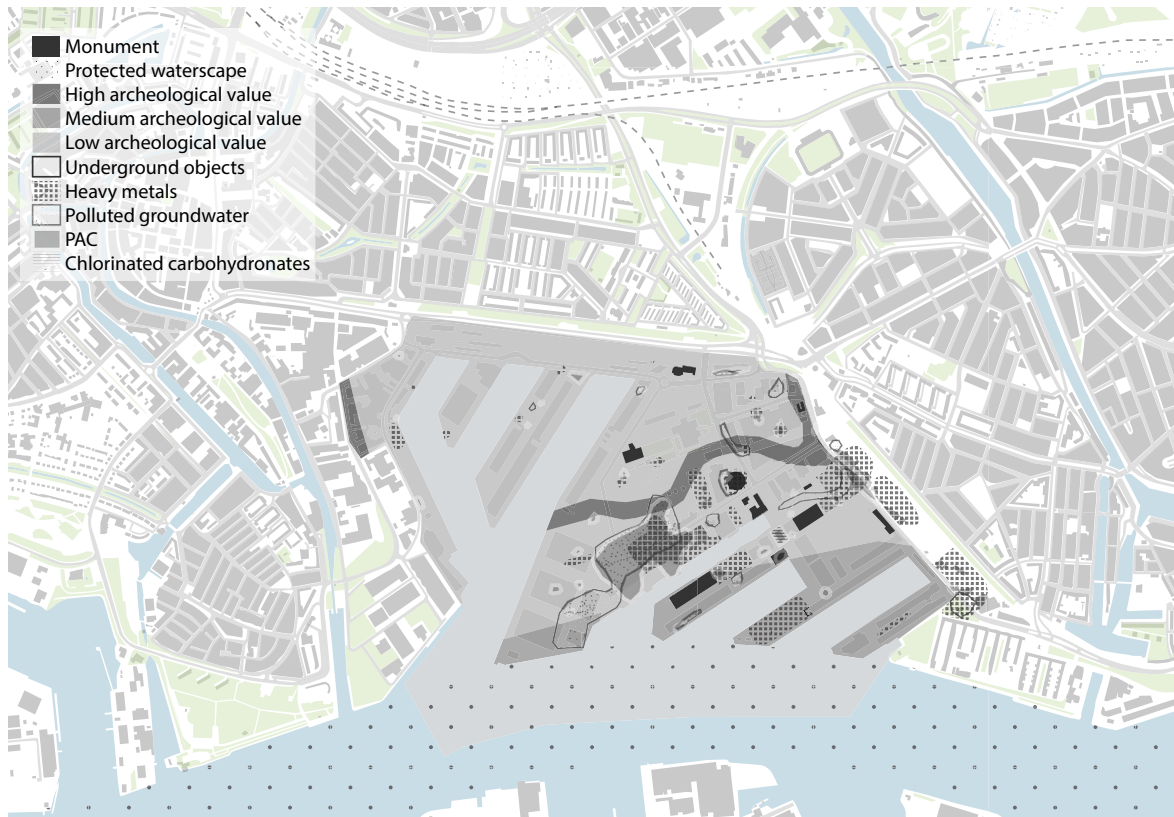 Monument
Protected waterscape
High archeological value
Medium archeological value
Low archeological value
Underground objects
Heavy metals
Polluted groundwater
PAC
Chlorinated carbohydronates